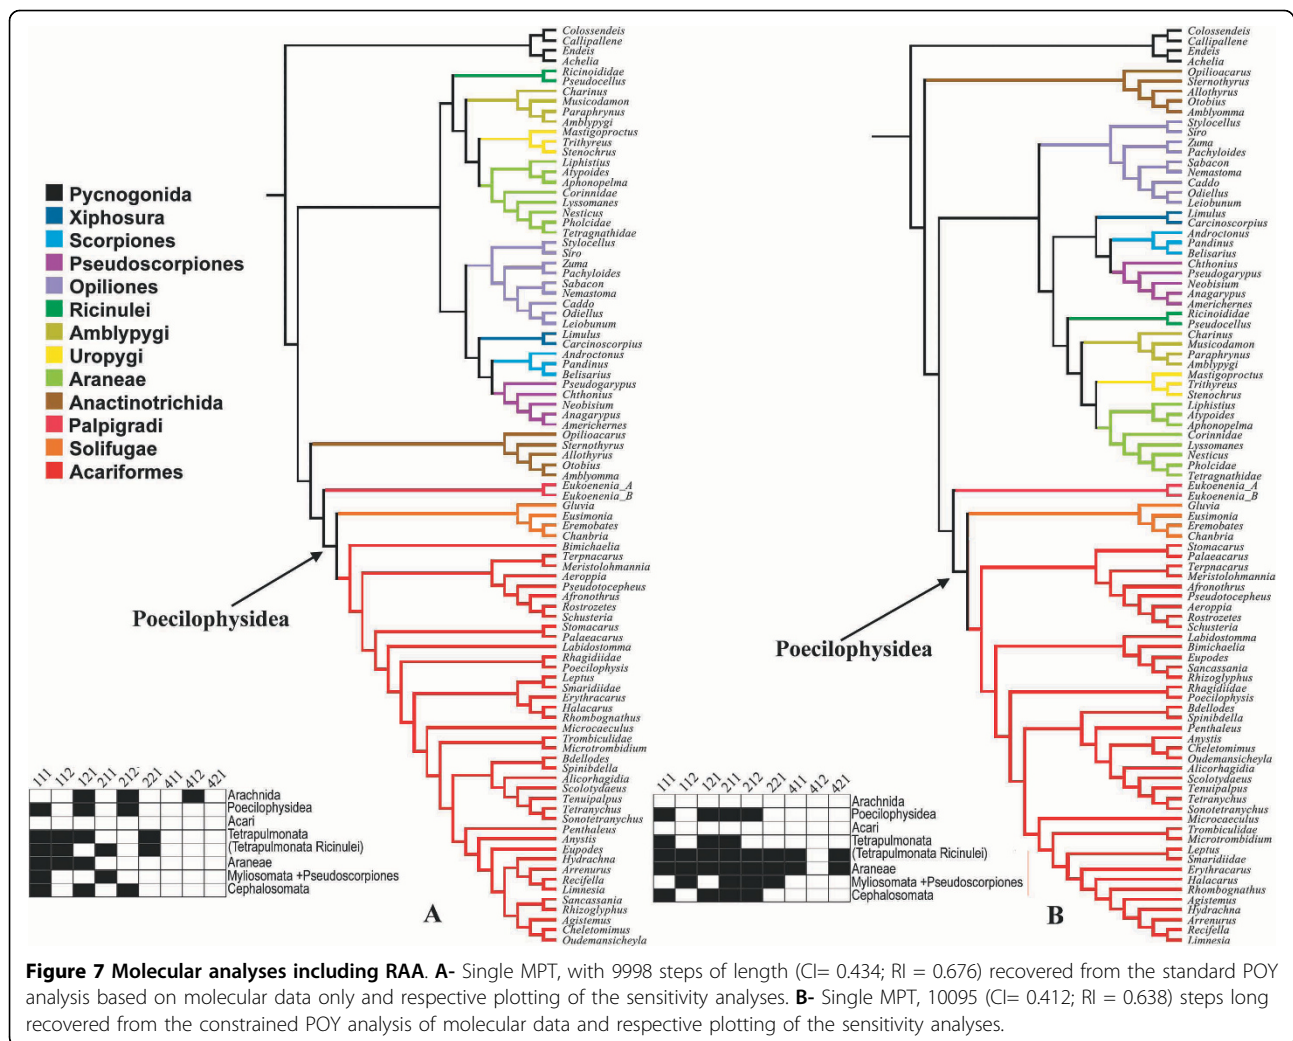 Colossendeis
Callipallene
Endeis
Achelia
Ricinoididae
Pseudocellus
Charinus
Musicodamon
Paraphrynus
Amblypygi
Mastigoproctus
Trithyreus
Stenochrus
Liphistius
Atypoides
Aphonopelma
Corinnidae
Lyssomanes
Nesticus
Pholcidae
Tetragnathidae
Stylocellus
Siro
Zuma
Pachyloides
Sabacon
Nemastoma
Caddo
Odiellus
Leiobunum
Limulus
Carcinoscorpius
Androctonus
Pandinus
Belisarius
Pseudogarypus
Chthonius
Neobisium
Anagarypus
Americhernes
Opilioacarus
Sternothyrus
Allothyrus
Otobius
Amblyomma
Eukoenenia_A
Eukoenenia_B
Gluvia
Eusimonia
Eremobates
Chanbria
Bimichaelia
Terpnacarus
Meristolohmannia
Aeroppia
Pseudotocepheus
Afronothrus
Rostrozetes
Schusteria
Stomacarus
Palaeacarus
Labidostomma
Rhagidiidae
Poecilophysis
Leptus
Smaridiidae
Erythracarus
Halacarus
Rhombognathus
Microcaeculus
Trombiculidae
Microtrombidium
Bdellodes
Spinibdella
Alicorhagidia
Scolotydaeus
Tenuipalpus
Tetranychus
Sonotetranychus
Penthaleus
Anystis
Eupodes
Hydrachna
Arrenurus
Recifella
Limnesia
Sancassania
Rhizoglyphus
Agistemus
Cheletomimus
Oudemansicheyla
Pycnogonida
Xiphosura
Scorpiones
Pseudoscorpiones
Opiliones
Ricinulei
Amblypygi
Uropygi
Araneae
Anactinotrichida
Palpigradi
Solifugae
Acariformes
Poecilophysidea
111 112 121 211 212 221 411 412 421
Arachnida
Poecilophysidea
Acari
Tetrapulmonata
(Tetrapulmonata Ricinulei)
Araneae
Myliosomata +Pseudoscorpiones
Cephalosomata
A
Colossendeis
Callipallene
Endeis
Achelia
Opilioacarus
Sternothyrus
Allothyrus
Otobius
Amblyomma
Stylocellus
Siro
Zuma
Pachyloides
Sabacon
Nemastoma
Caddo
Odiellus
Leiobunum
Limulus
Carcinoscorpius
Androctonus
Pandinus
Belisarius
Chthonius
Pseudogarypus
Neobisium
Anagarypus
Americhernes
Ricinoididae
Pseudocellus
Charinus
Musicodamon
Paraphrynus
Amblypygi
Mastigoproctus
Trithyreus
Stenochrus
Liphistius
Atypoides
Aphonopelma
Corinnidae
Lyssomanes
Nesticus
Pholcidae
Tetragnathidae
Eukoenenia_A
Eukoenenia_B
Gluvia
Eusimonia
Eremobates
Chanbria
Stomacarus
Palaeacarus
Terpnacarus
Meristolohmannia
Afronothrus
Pseudotocepheus
Aeroppia
Rostrozetes
Schusteria
Labidostomma
Bimichaelia
Eupodes
Sancassania
Rhizoglyphus
Rhagidiidae
Poecilophysis
Bdellodes
Spinibdella
Penthaleus
Anystis
Cheletomimus
Oudemansicheyla
Alicorhagidia
Scolotydaeus
Tenuipalpus
Tetranychus
Sonotetranychus
Microcaeculus
Trombiculidae
Microtrombidium
Leptus
Smaridiidae
Erythracarus
Halacarus
Rhombognathus
Agistemus
Hydrachna
Arrenurus
Recifella
Limnesia
Poecilophysidea
111 112 121 211 212 221 411 412 421
Arachnida
Poecilophysidea
Acari
Tetrapulmonata
(Tetrapulmonata Ricinulei)
Araneae
Myliosomata +Pseudoscorpiones
Cephalosomata
B
Figure 7 Molecular analyses including RAA. A- Single MPT, with 9998 steps of length (CI= 0.434; RI = 0.676) recovered from the standard POY
analysis based on molecular data only and respective plotting of the sensitivity analyses. B- Single MPT, 10095 (CI= 0.412; RI = 0.638) steps long
recovered from the constrained POY analysis of molecular data and respective plotting of the sensitivity analyses.